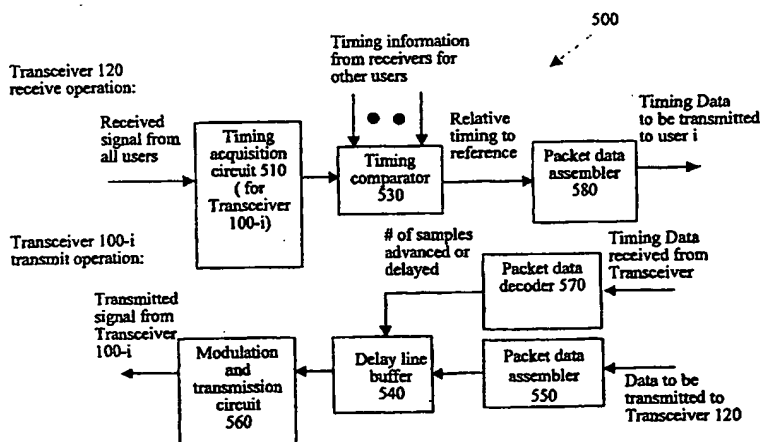 500
Timing information
from receivers for
other users
Transceiver 120
receive operation:
Received
signal from
all users
Timing
acquisition
circuit 510
( for
Transceiver
100-i)
Timing
comparator
530
Relative
timing to
reference
Packet data
assembler
580
Timing Data
to be transmitted
to user i
Transceiver 100-i
transmit operation:
# of samples
advanced or
delayed
Packet data
decoder 570
Timing Data
received from
Transceiver
Transmitted
signal from
Transceiver
100-i
Modulation
and
transmission
circuit
560
Delay line
buffer
540
Packet data
assembler
550
Data to be
transmitted to
Transceiver 120